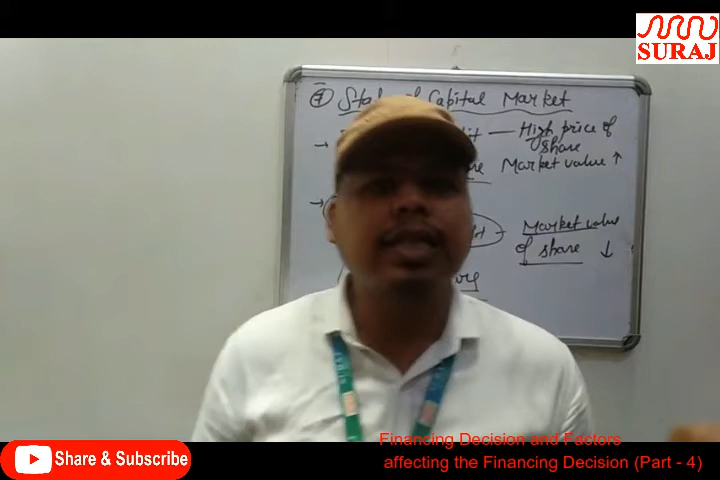 SURAJ
⑦ State of Capital Market
→ — High price of
share
Market value ↑
→ — Market value
of share ↓
Financing Decision and Factors
affecting the Financing Decision (Part - 4)
Share & Subscribe